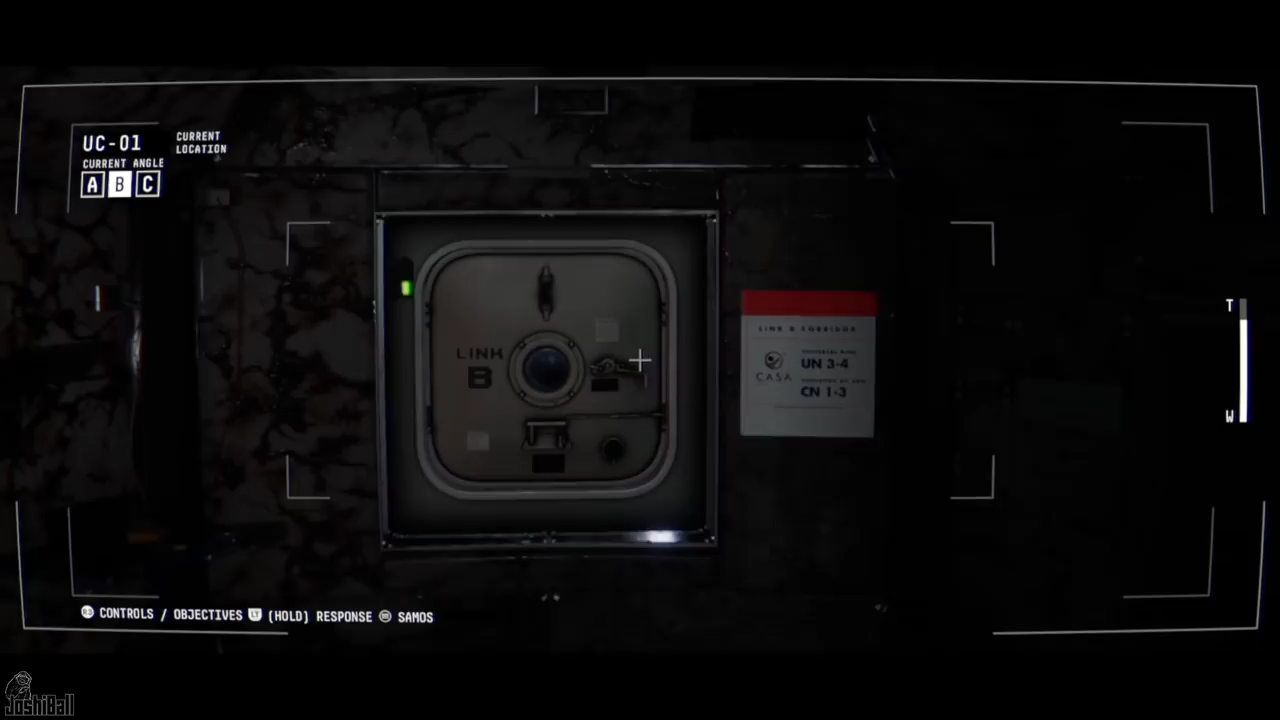 UC-01
CURRENT
LOCATION
CURRENT ANGLE
A B C
LINK
B
LINK B CORRIDOR
CASA
UN 3-4
CN 1-3
T
W
CONTROLS / OBJECTIVES
(HOLD) RESPONSE
SAMOS
JoshiBall